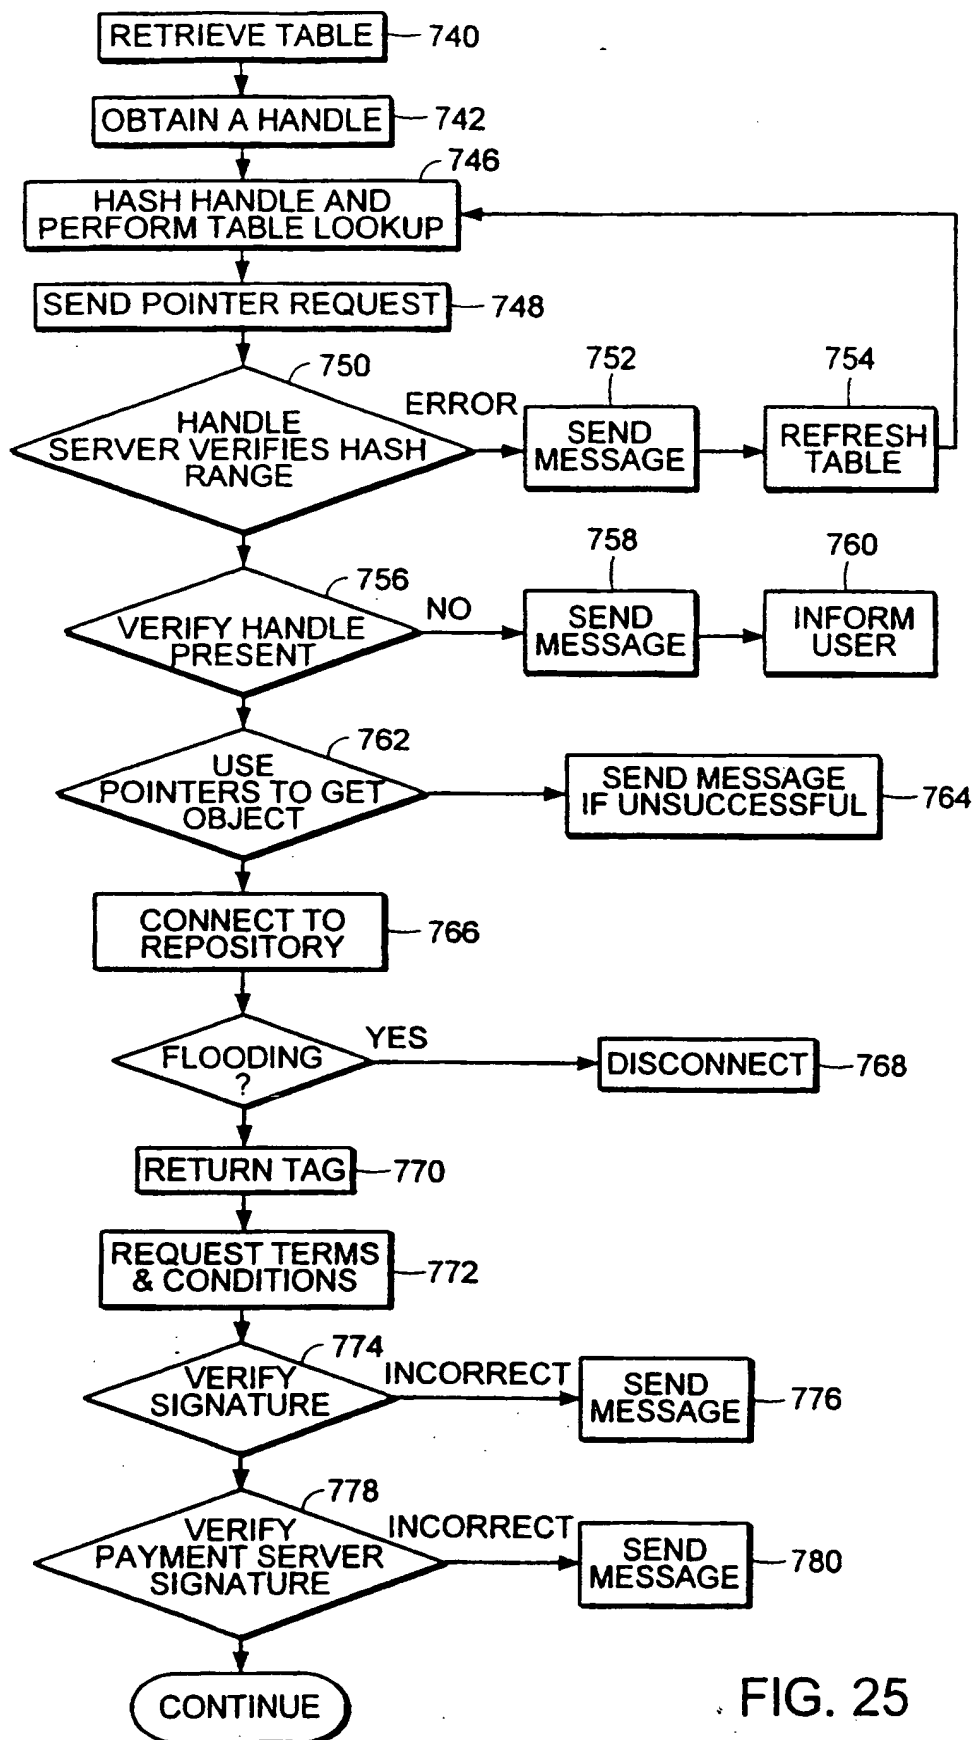 RETRIEVE TABLE
740
OBTAIN A HANDLE
742
746
HASH HANDLE AND
PERFORM TABLE LOOKUP
SEND POINTER REQUEST
748
750
HANDLE
SERVER VERIFIES HASH
RANGE
ERROR
752
SEND
MESSAGE
754
REFRESH
TABLE
756
VERIFY HANDLE
PRESENT
NO
758
SEND
MESSAGE
760
INFORM
USER
762
USE
POINTERS TO GET
OBJECT
SEND MESSAGE
IF UNSUCCESSFUL
764
CONNECT TO
REPOSITORY
766
FLOODING
?
YES
DISCONNECT
768
RETURN TAG
770
REQUEST TERMS
& CONDITIONS
772
774
VERIFY
SIGNATURE
INCORRECT
SEND
MESSAGE
776
778
VERIFY
PAYMENT SERVER
SIGNATURE
INCORRECT
SEND
MESSAGE
780
CONTINUE
FIG. 25